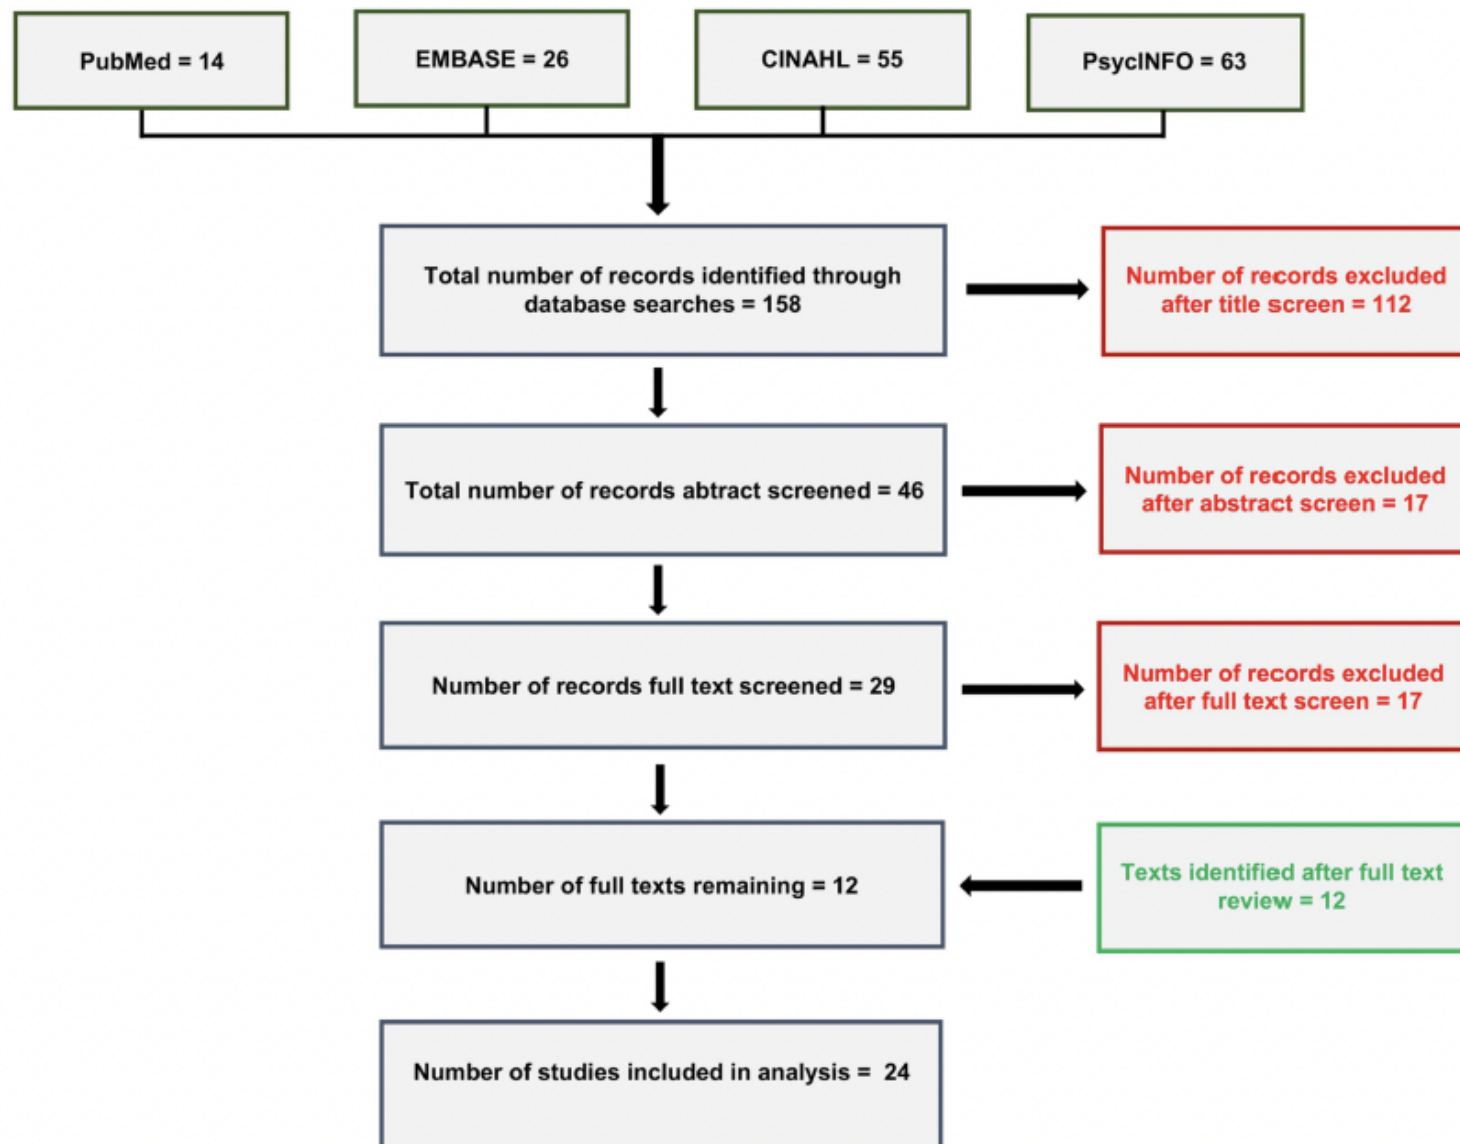 PubMed = 14
EMBASE = 26
CINAHL = 55
PsycINFO = 63
Total number of records identified through
database searches = 158
Number of records excluded
after title screen = 112
Total number of records abtract screened = 46
Number of records excluded
after abstract screen = 17
Number of records full text screened = 29
Number of records excluded
after full text screen = 17
Number of full texts remaining = 12
Texts identified after full text
review = 12
Number of studies included in analysis =  24